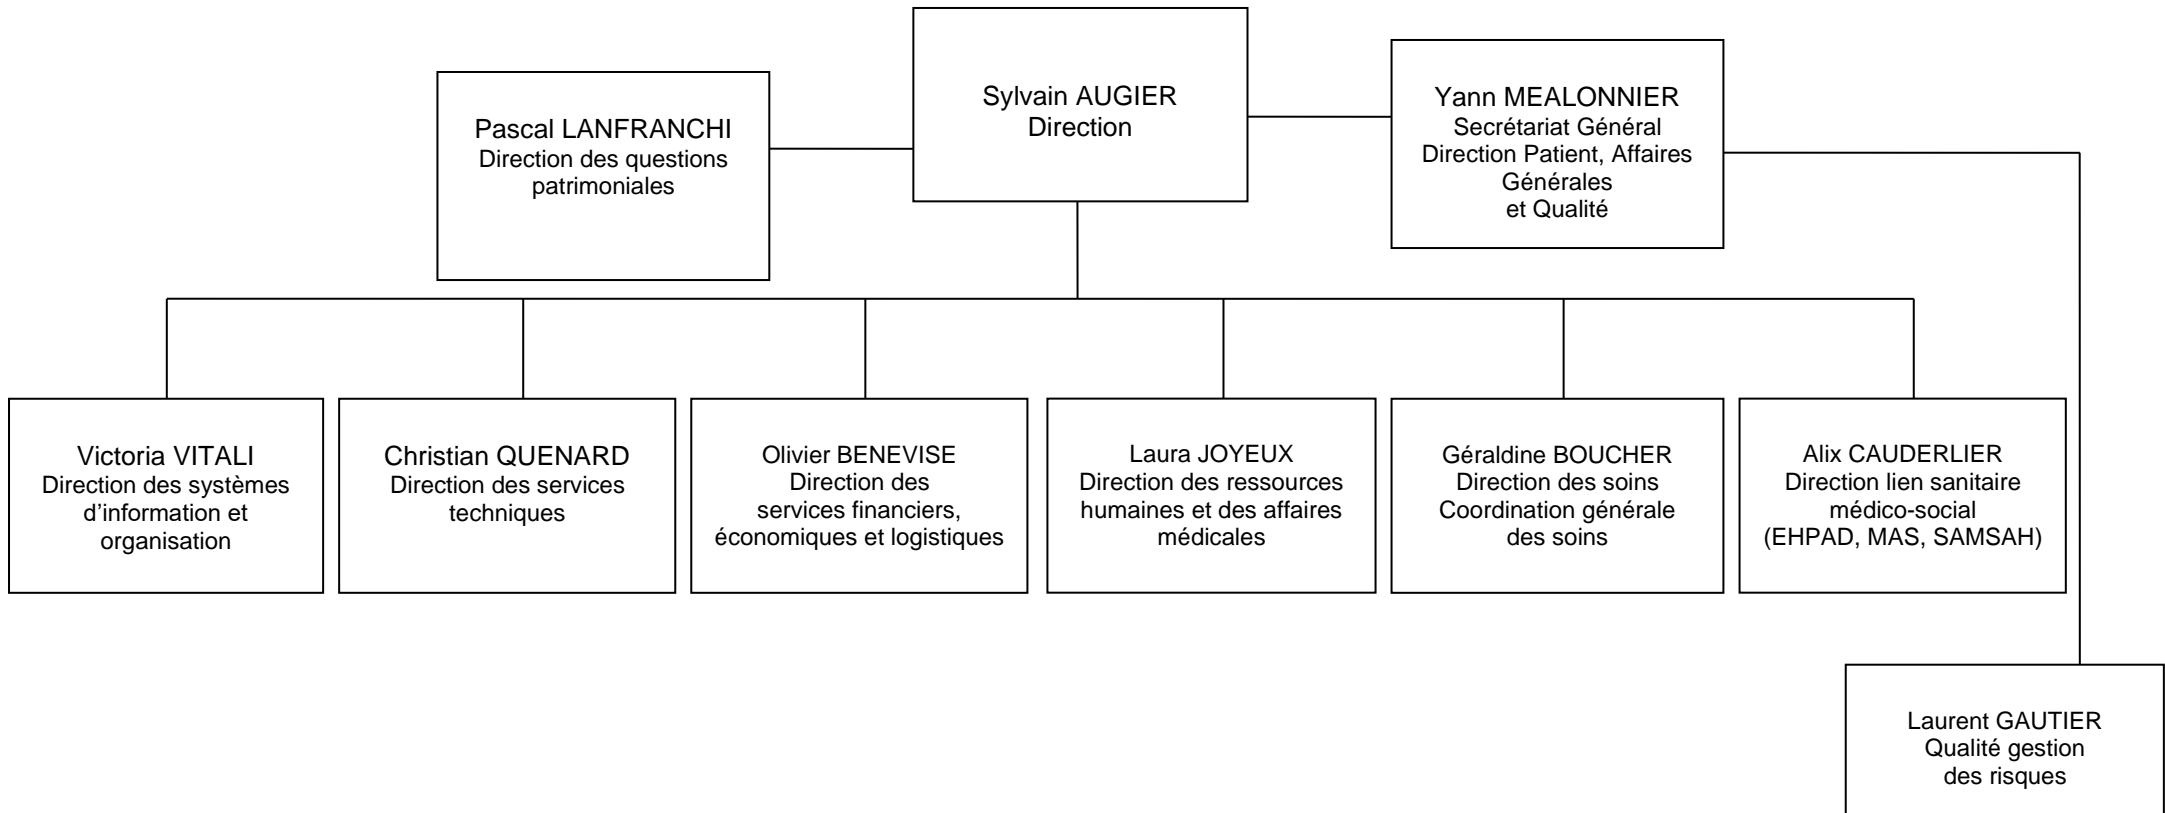 Sylvain AUGIER
Direction
Pascal LANFRANCHI
Direction des questions
patrimoniales
Yann MEALONNIER
Secrétariat Général
Direction Patient, Affaires
Générales
et Qualité
Victoria VITALI
Direction des systèmes
d’information et
organisation
Christian QUENARD
Direction des services
techniques
Olivier BENEVISE
Direction des
services financiers,
économiques et logistiques
Laura JOYEUX
Direction des ressources
humaines et des affaires
médicales
Géraldine BOUCHER
Direction des soins
Coordination générale
des soins
Alix CAUDERLIER
Direction lien sanitaire
médico-social
(EHPAD, MAS, SAMSAH)
Laurent GAUTIER
Qualité gestion
des risques